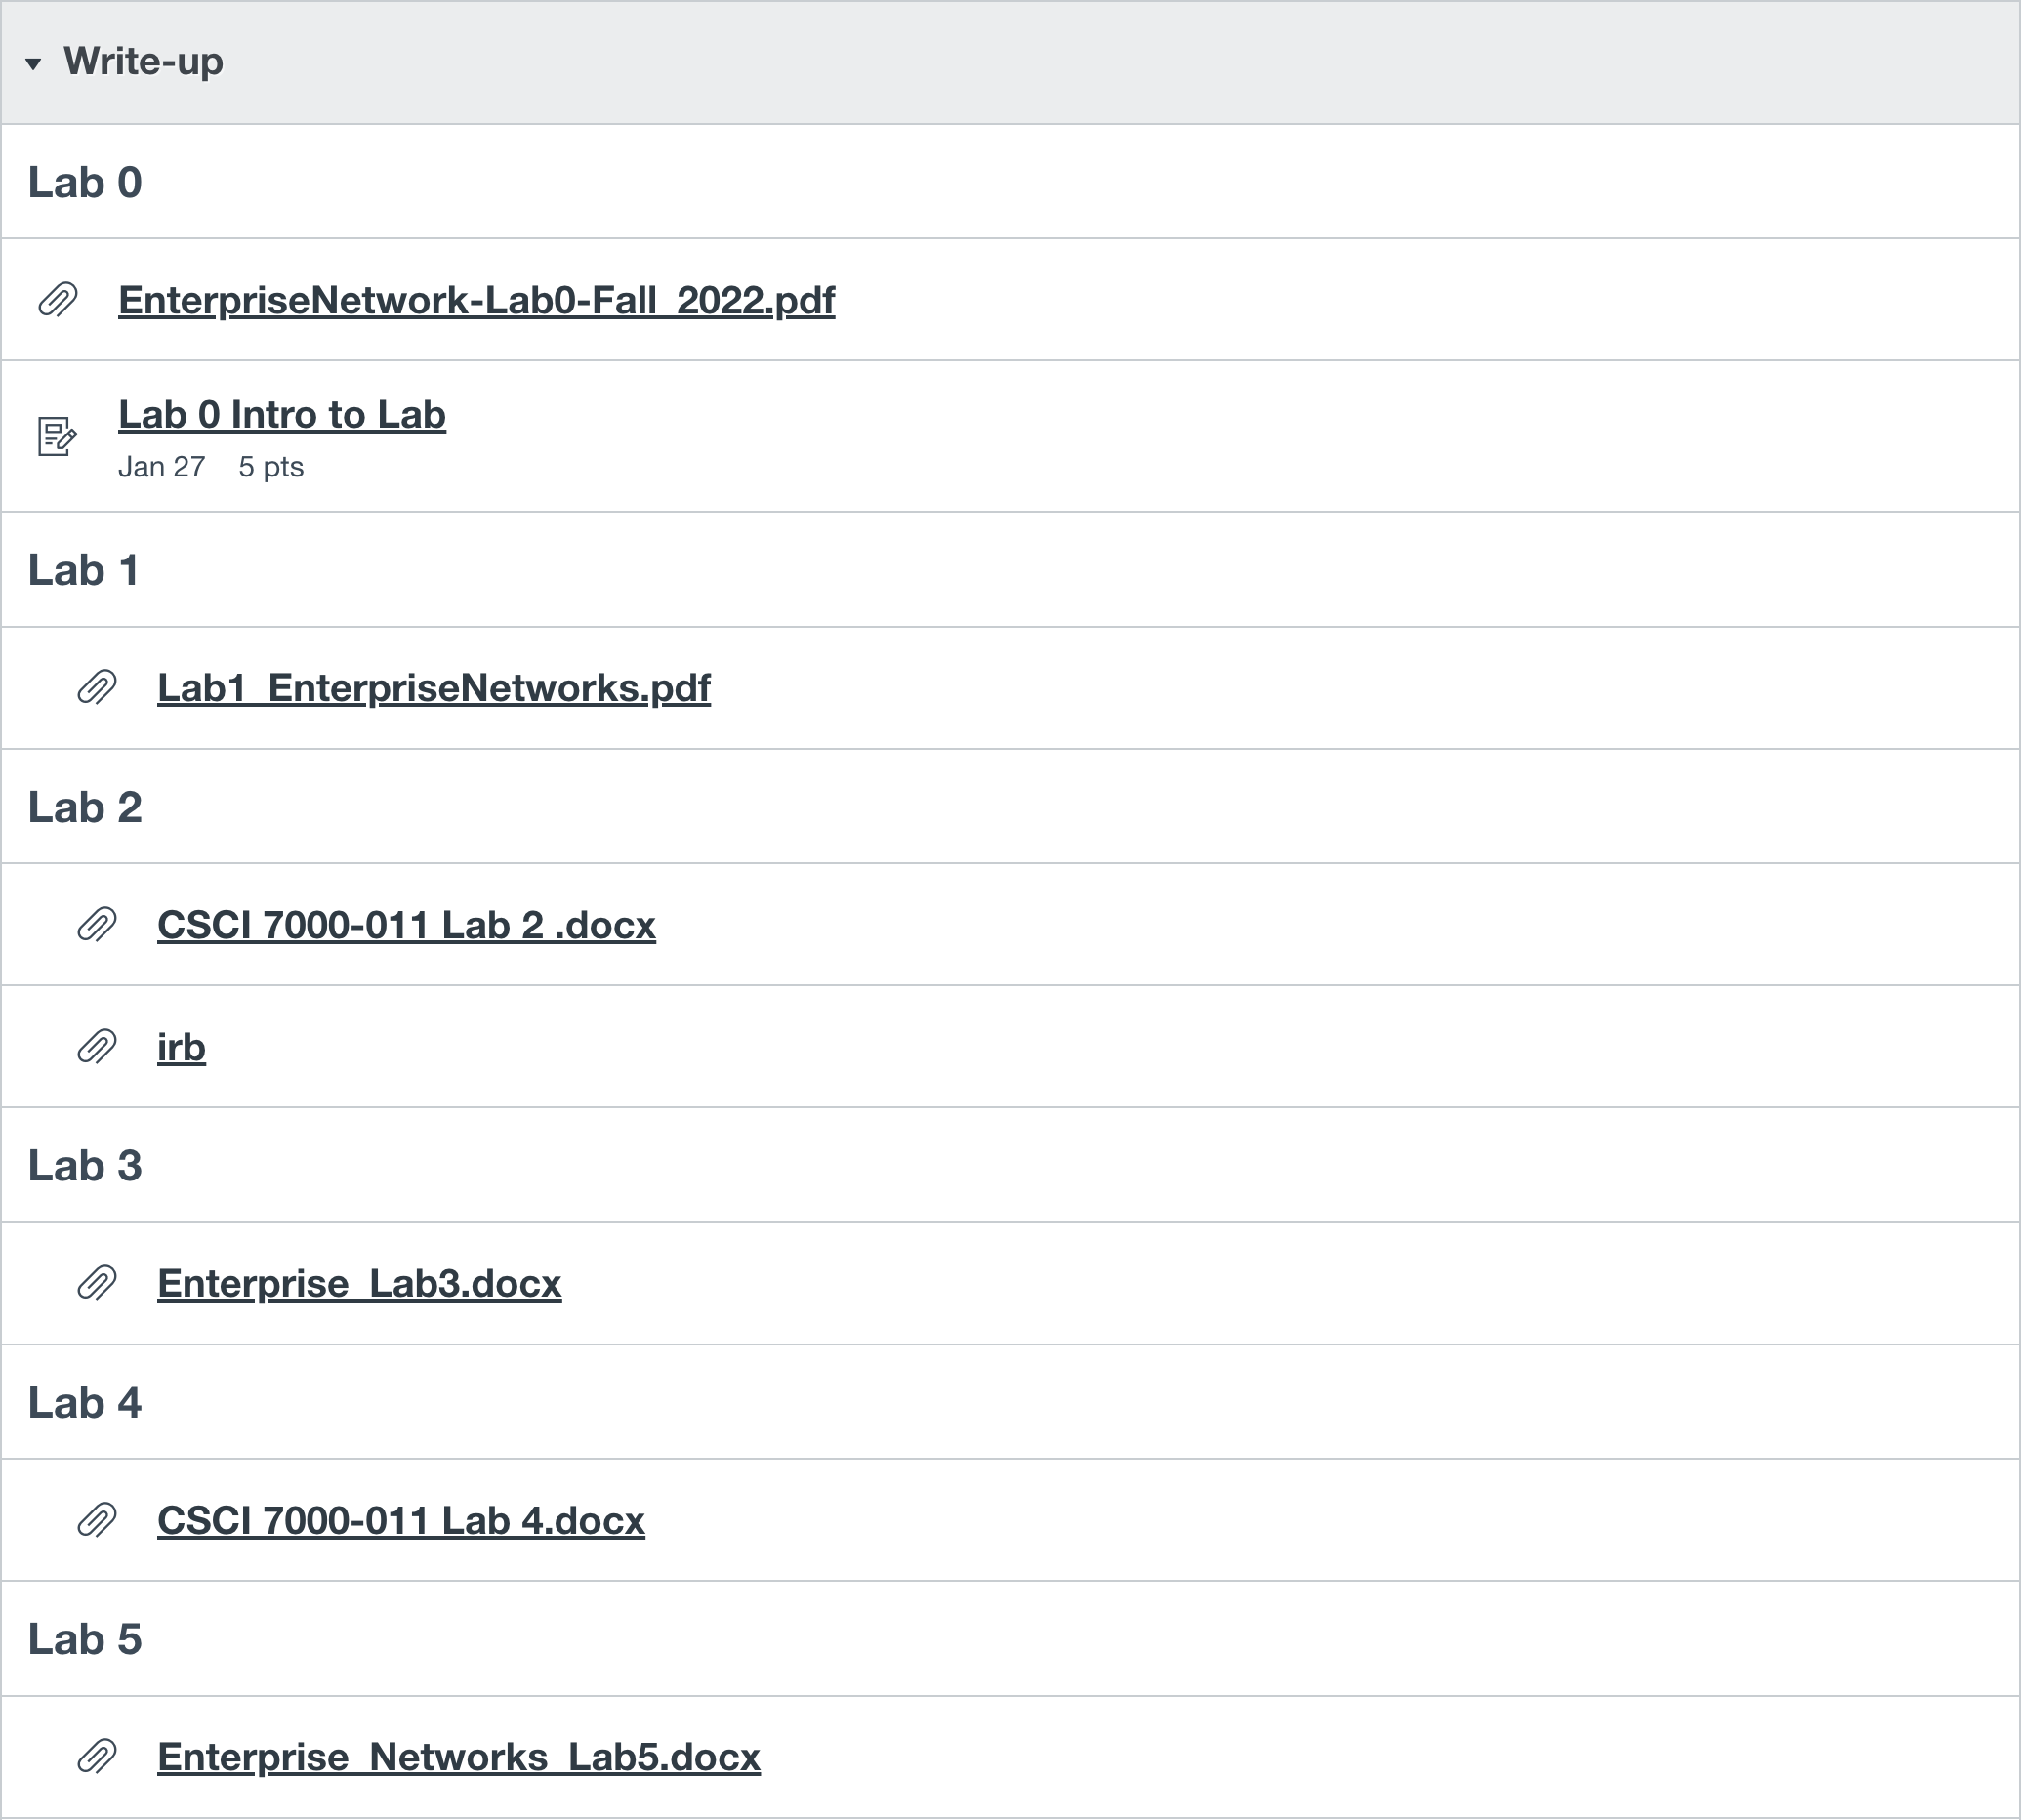 Write-up
Lab 0
EnterpriseNetwork-Lab0-Fall_2022.pdf
Lab 0 Intro to Lab
Jan 27 5 pts
Lab 1
Lab1_EnterpriseNetworks.pdf
Lab 2
CSCI 7000-011 Lab 2 .docx
irb
Lab 3
Enterprise_Lab3.docx
Lab 4
CSCI 7000-011 Lab 4.docx
Lab 5
Enterprise_Networks_Lab5.docx